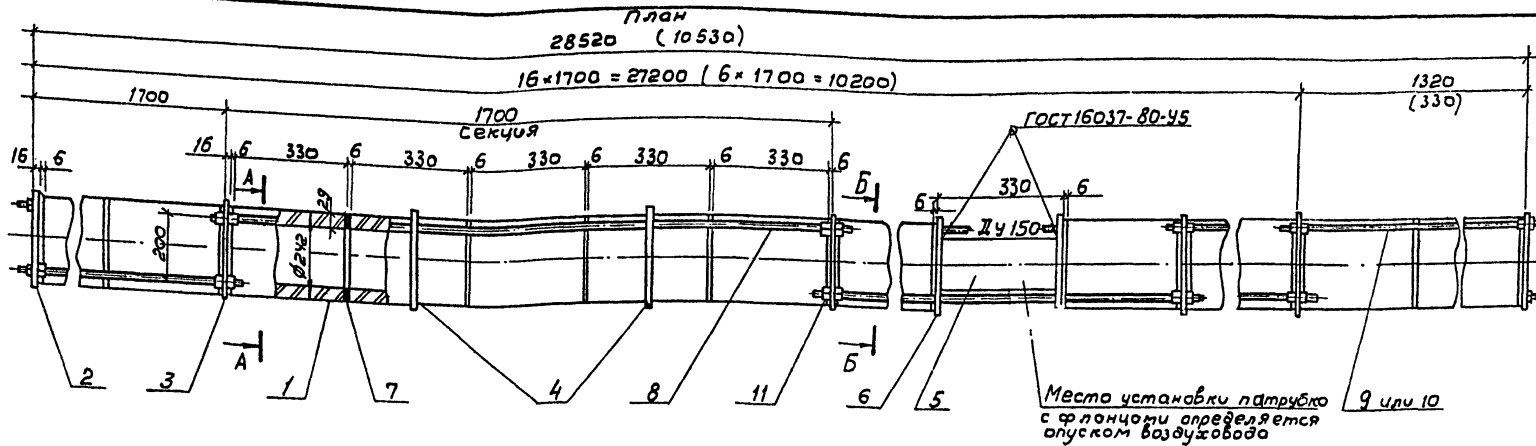 План
28520 (10530)
16×1700 = 27200 (6×1700 = 10200)
1320
(330)
1700
1700
секция
ГОСТ 16037-80-У5
16 6
16 6 330 6 330 6 330 6 330 6 330 6
А
Б
6 330 6
29
200
Ø242
Ду 150
А
Б
2 3 1 7 4 8 11 6 5 9 или 10
Место установки патрубко
с фланцами определяется
опуском воздуховода